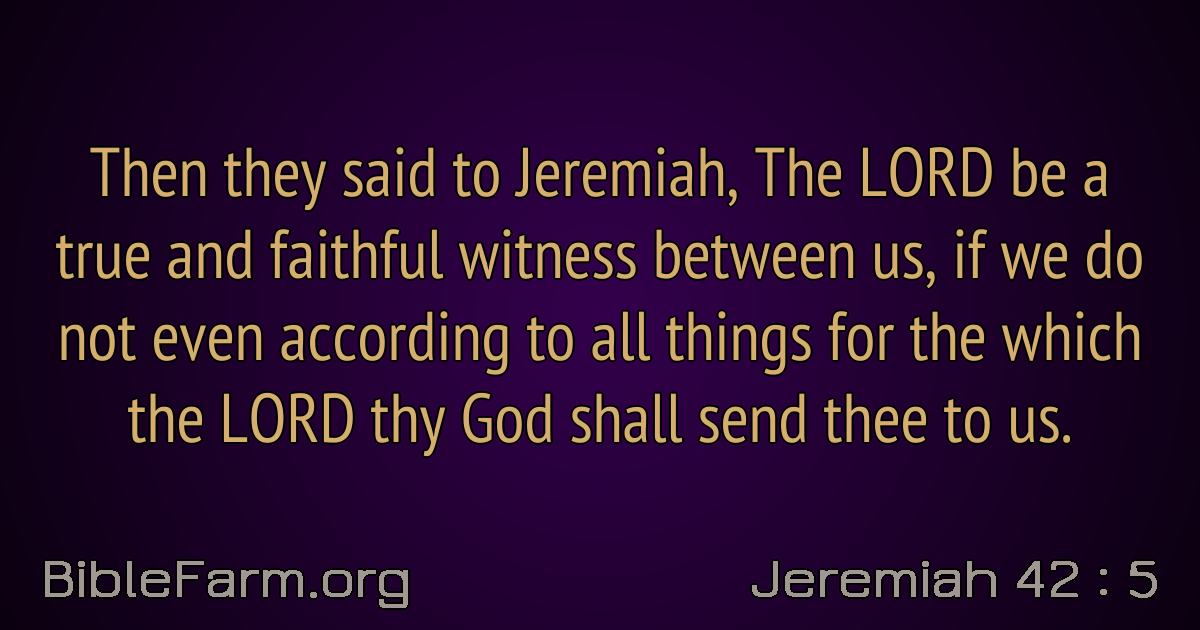 Then they said to Jeremiah, The LORD be a
true and faithful witness between us, if we do
not even according to all things for the which
the LORD thy God shall send thee to us.
BibleFarm.org
Jeremiah 42 : 5